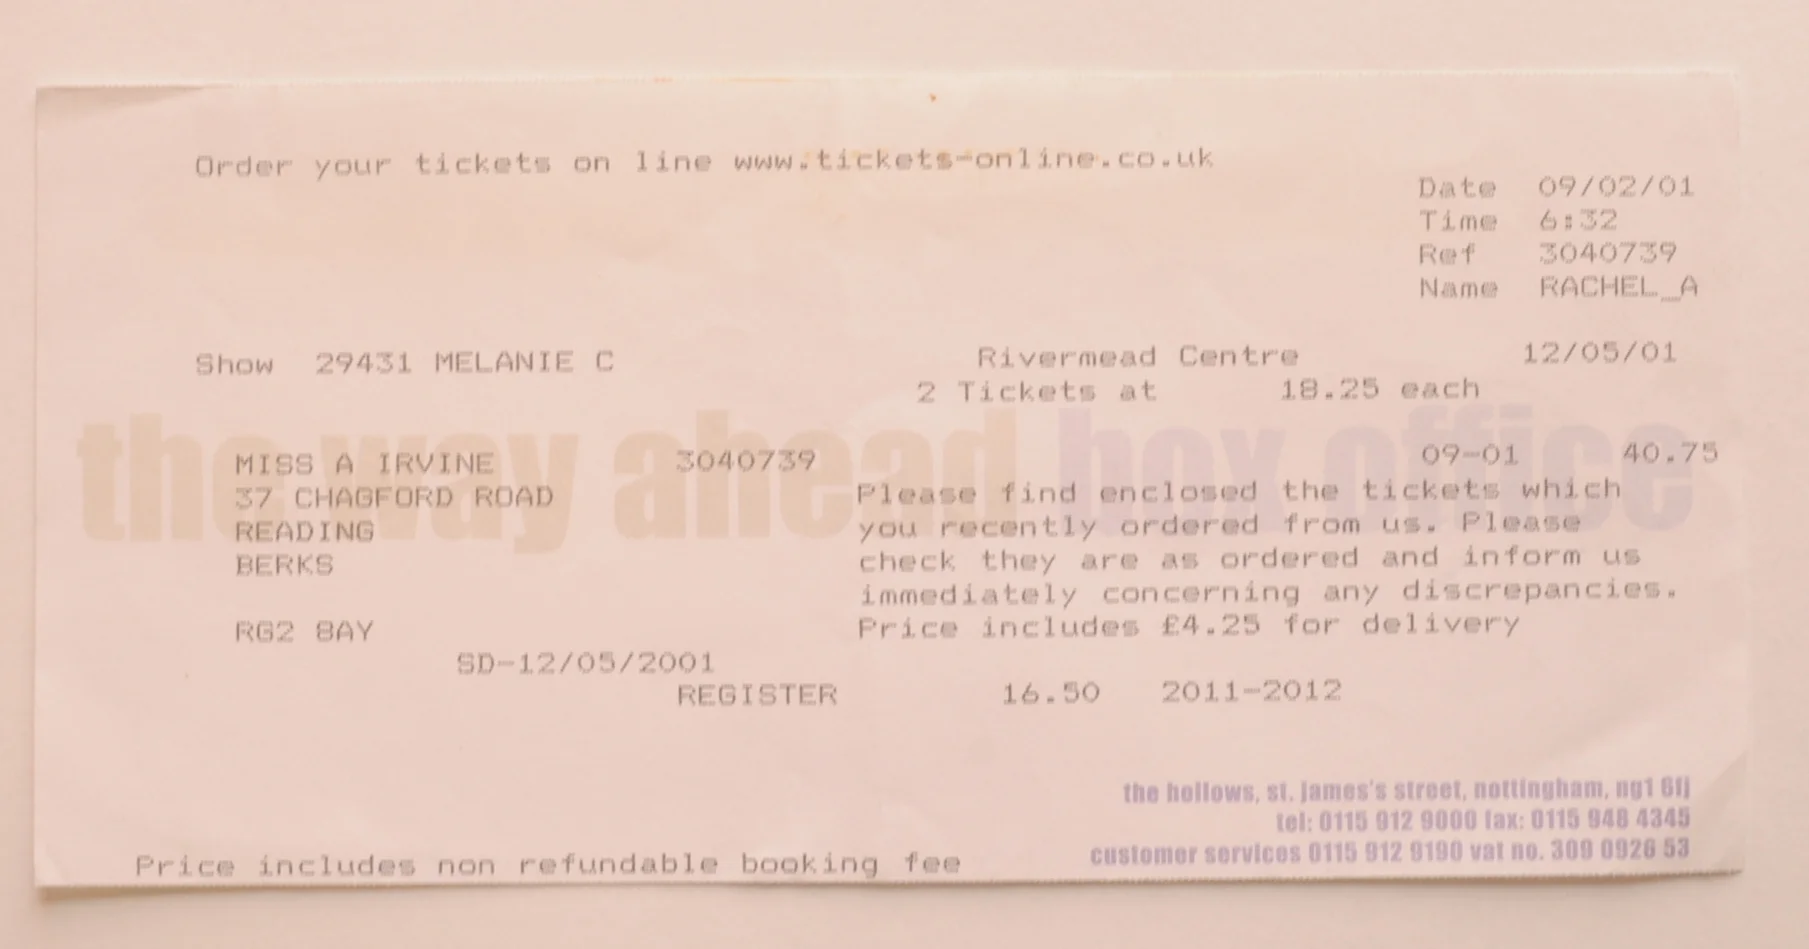 Order your tickets on line www.tickets-online.co.uk
Date 09/02/01
Time 6:32
Ref 3040739
Name RACHEL_A
Show 29431 MELANIE C Rivermead Centre 12/05/01
2 Tickets at 18.25 each
the way ahead box office
MISS A IRVINE 3040739 09-01 40.75
37 CHAGFORD ROAD Please find enclosed the tickets which
READING you recently ordered from us. Please
BERKS check they are as ordered and inform us
immediately concerning any discrepancies.
RG2 8AY Price includes £4.25 for delivery
SD-12/05/2001
REGISTER 16.50 2011-2012
the hollows, st. james's street, nottingham, ng1 6fj
tel: 0115 912 9000 fax: 0115 948 4345
customer services 0115 912 9190 vat no. 309 0926 53
Price includes non refundable booking fee